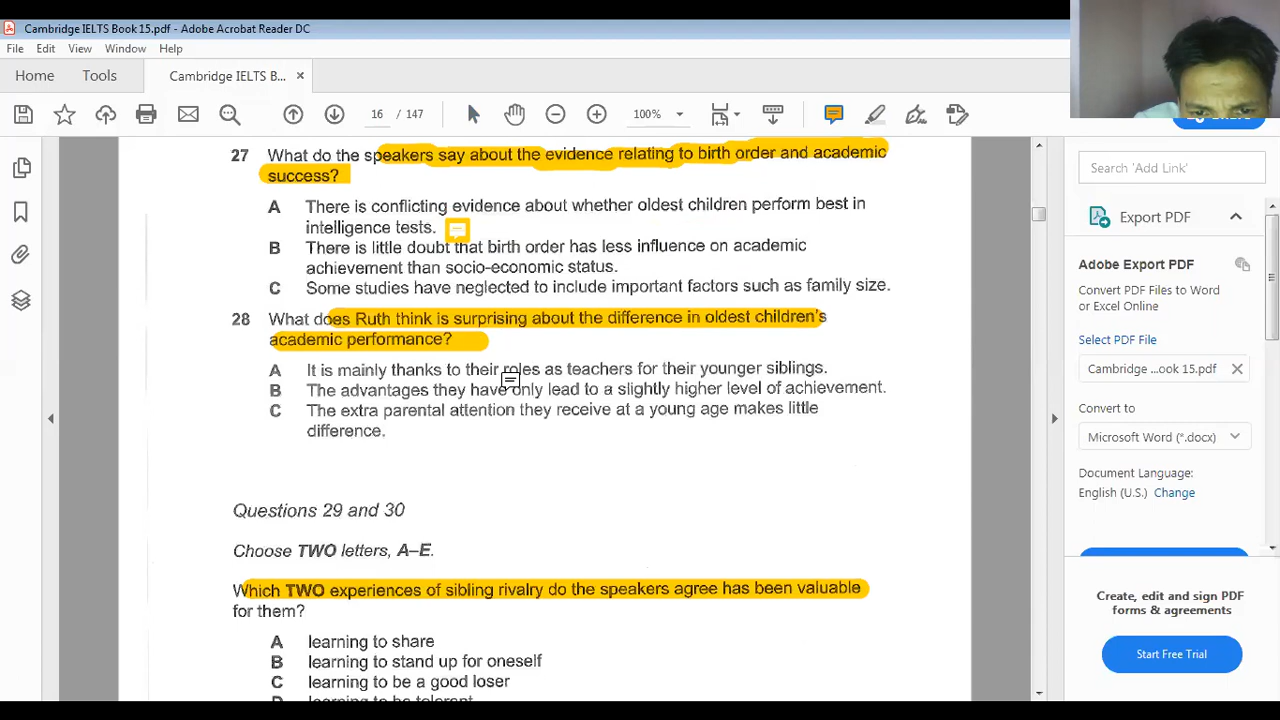 Cambridge IELTS Book 15.pdf - Adobe Acrobat Reader DC
File Edit View Window Help
Home Tools Cambridge IELTS B... ×
16 / 147 100%
27 What do the speakers say about the evidence relating to birth order and academic
success?
A There is conflicting evidence about whether oldest children perform best in
intelligence tests.
B There is little doubt that birth order has less influence on academic
achievement than socio-economic status.
C Some studies have neglected to include important factors such as family size.
28 What does Ruth think is surprising about the difference in oldest children's
academic performance?
A It is mainly thanks to their roles as teachers for their younger siblings.
B The advantages they have only lead to a slightly higher level of achievement.
C The extra parental attention they receive at a young age makes little
difference.
Questions 29 and 30
Choose TWO letters, A–E.
Which TWO experiences of sibling rivalry do the speakers agree has been valuable
for them?
A learning to share
B learning to stand up for oneself
C learning to be a good loser
D learning to be tolerant
Search 'Add Link'
Export PDF
Adobe Export PDF
Convert PDF Files to Word
or Excel Online
Select PDF File
Cambridge ...ook 15.pdf ×
Convert to
Microsoft Word (*.docx)
Document Language:
English (U.S.) Change
Create, edit and sign PDF
forms & agreements
Start Free Trial